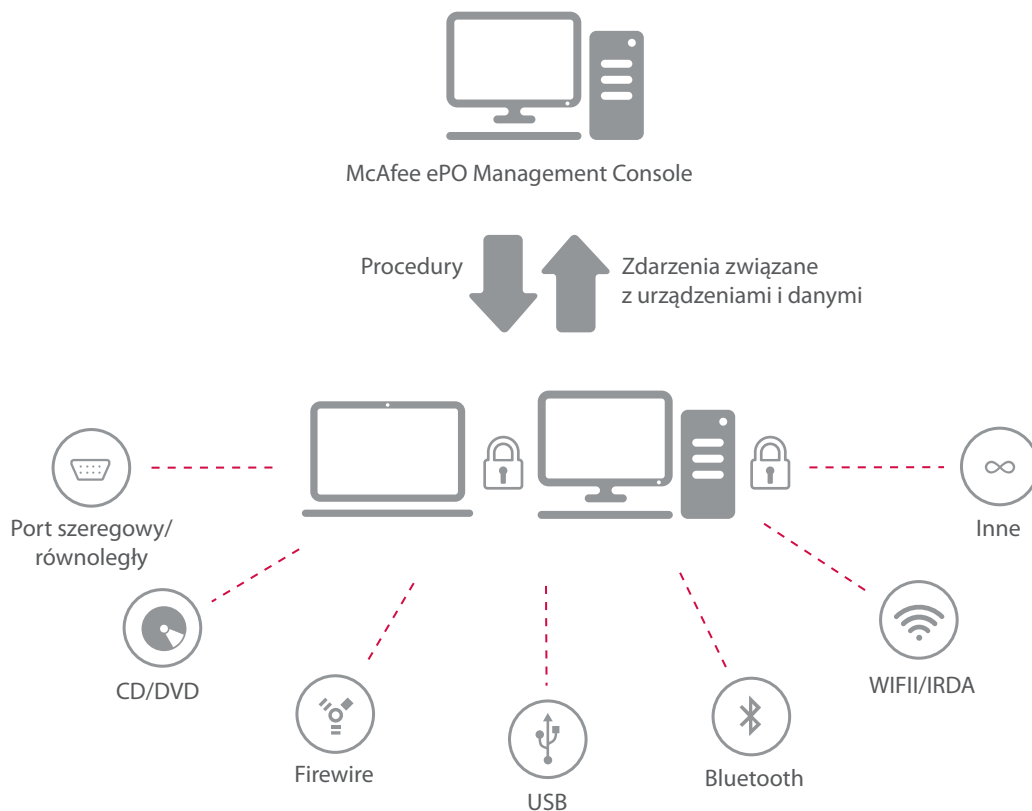 McAfee ePO Management Console
Procedury
Zdarzenia związane
z urządzeniami i danymi
Port szeregowy/
równoległy
Inne
CD/DVD
WIFII/IRDA
Firewire
Bluetooth
USB